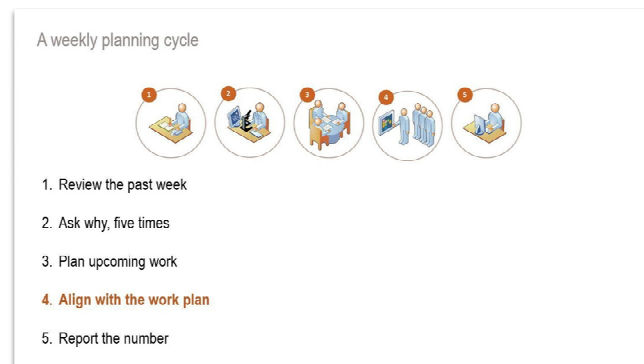 A weekly planning cycle
1 2 3 4 5
1. Review the past week
2. Ask why, five times
3. Plan upcoming work
4. Align with the work plan
5. Report the number